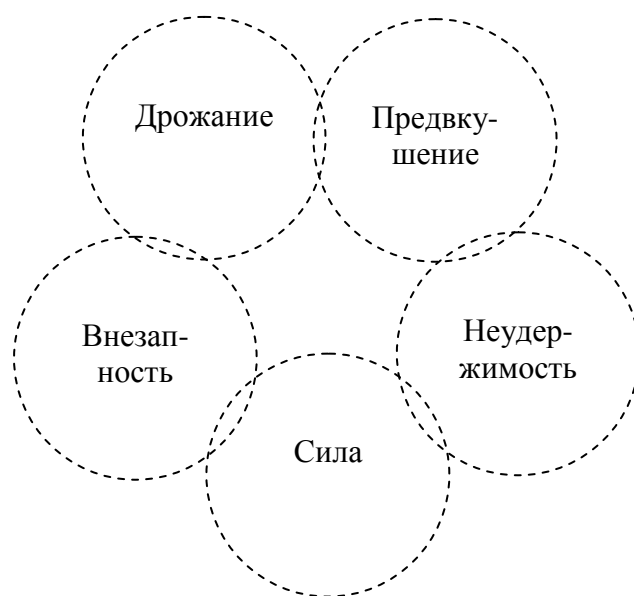 Дрожание
Предвку-
шение
Внезап-
ность
Неудер-
жимость
Сила